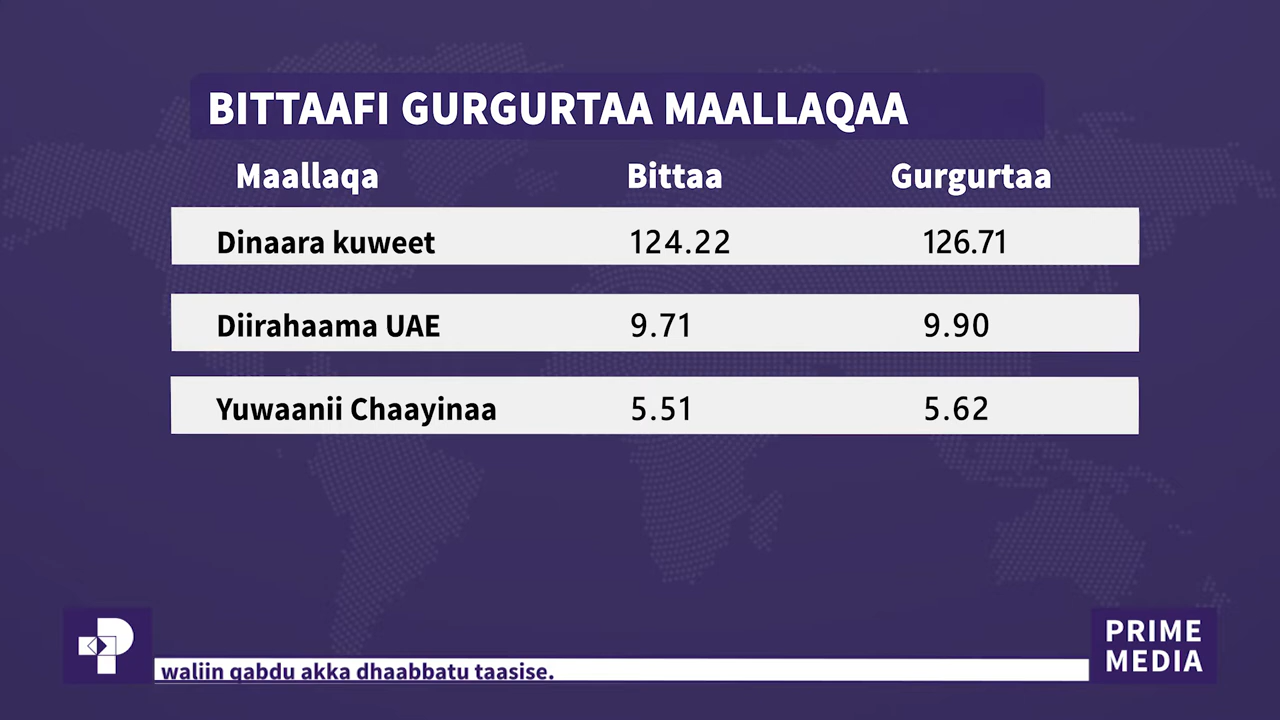 BITTAAFI GURGURTAA MAALLAQAA
Maallaqa Bittaa Gurgurtaa
Dinaara kuweet 124.22 126.71
Diirahaama UAE 9.71 9.90
Yuwaanii Chaayinaa 5.51 5.62
PRIME
MEDIA
waliin qabdu akka dhaabbatu taasise.